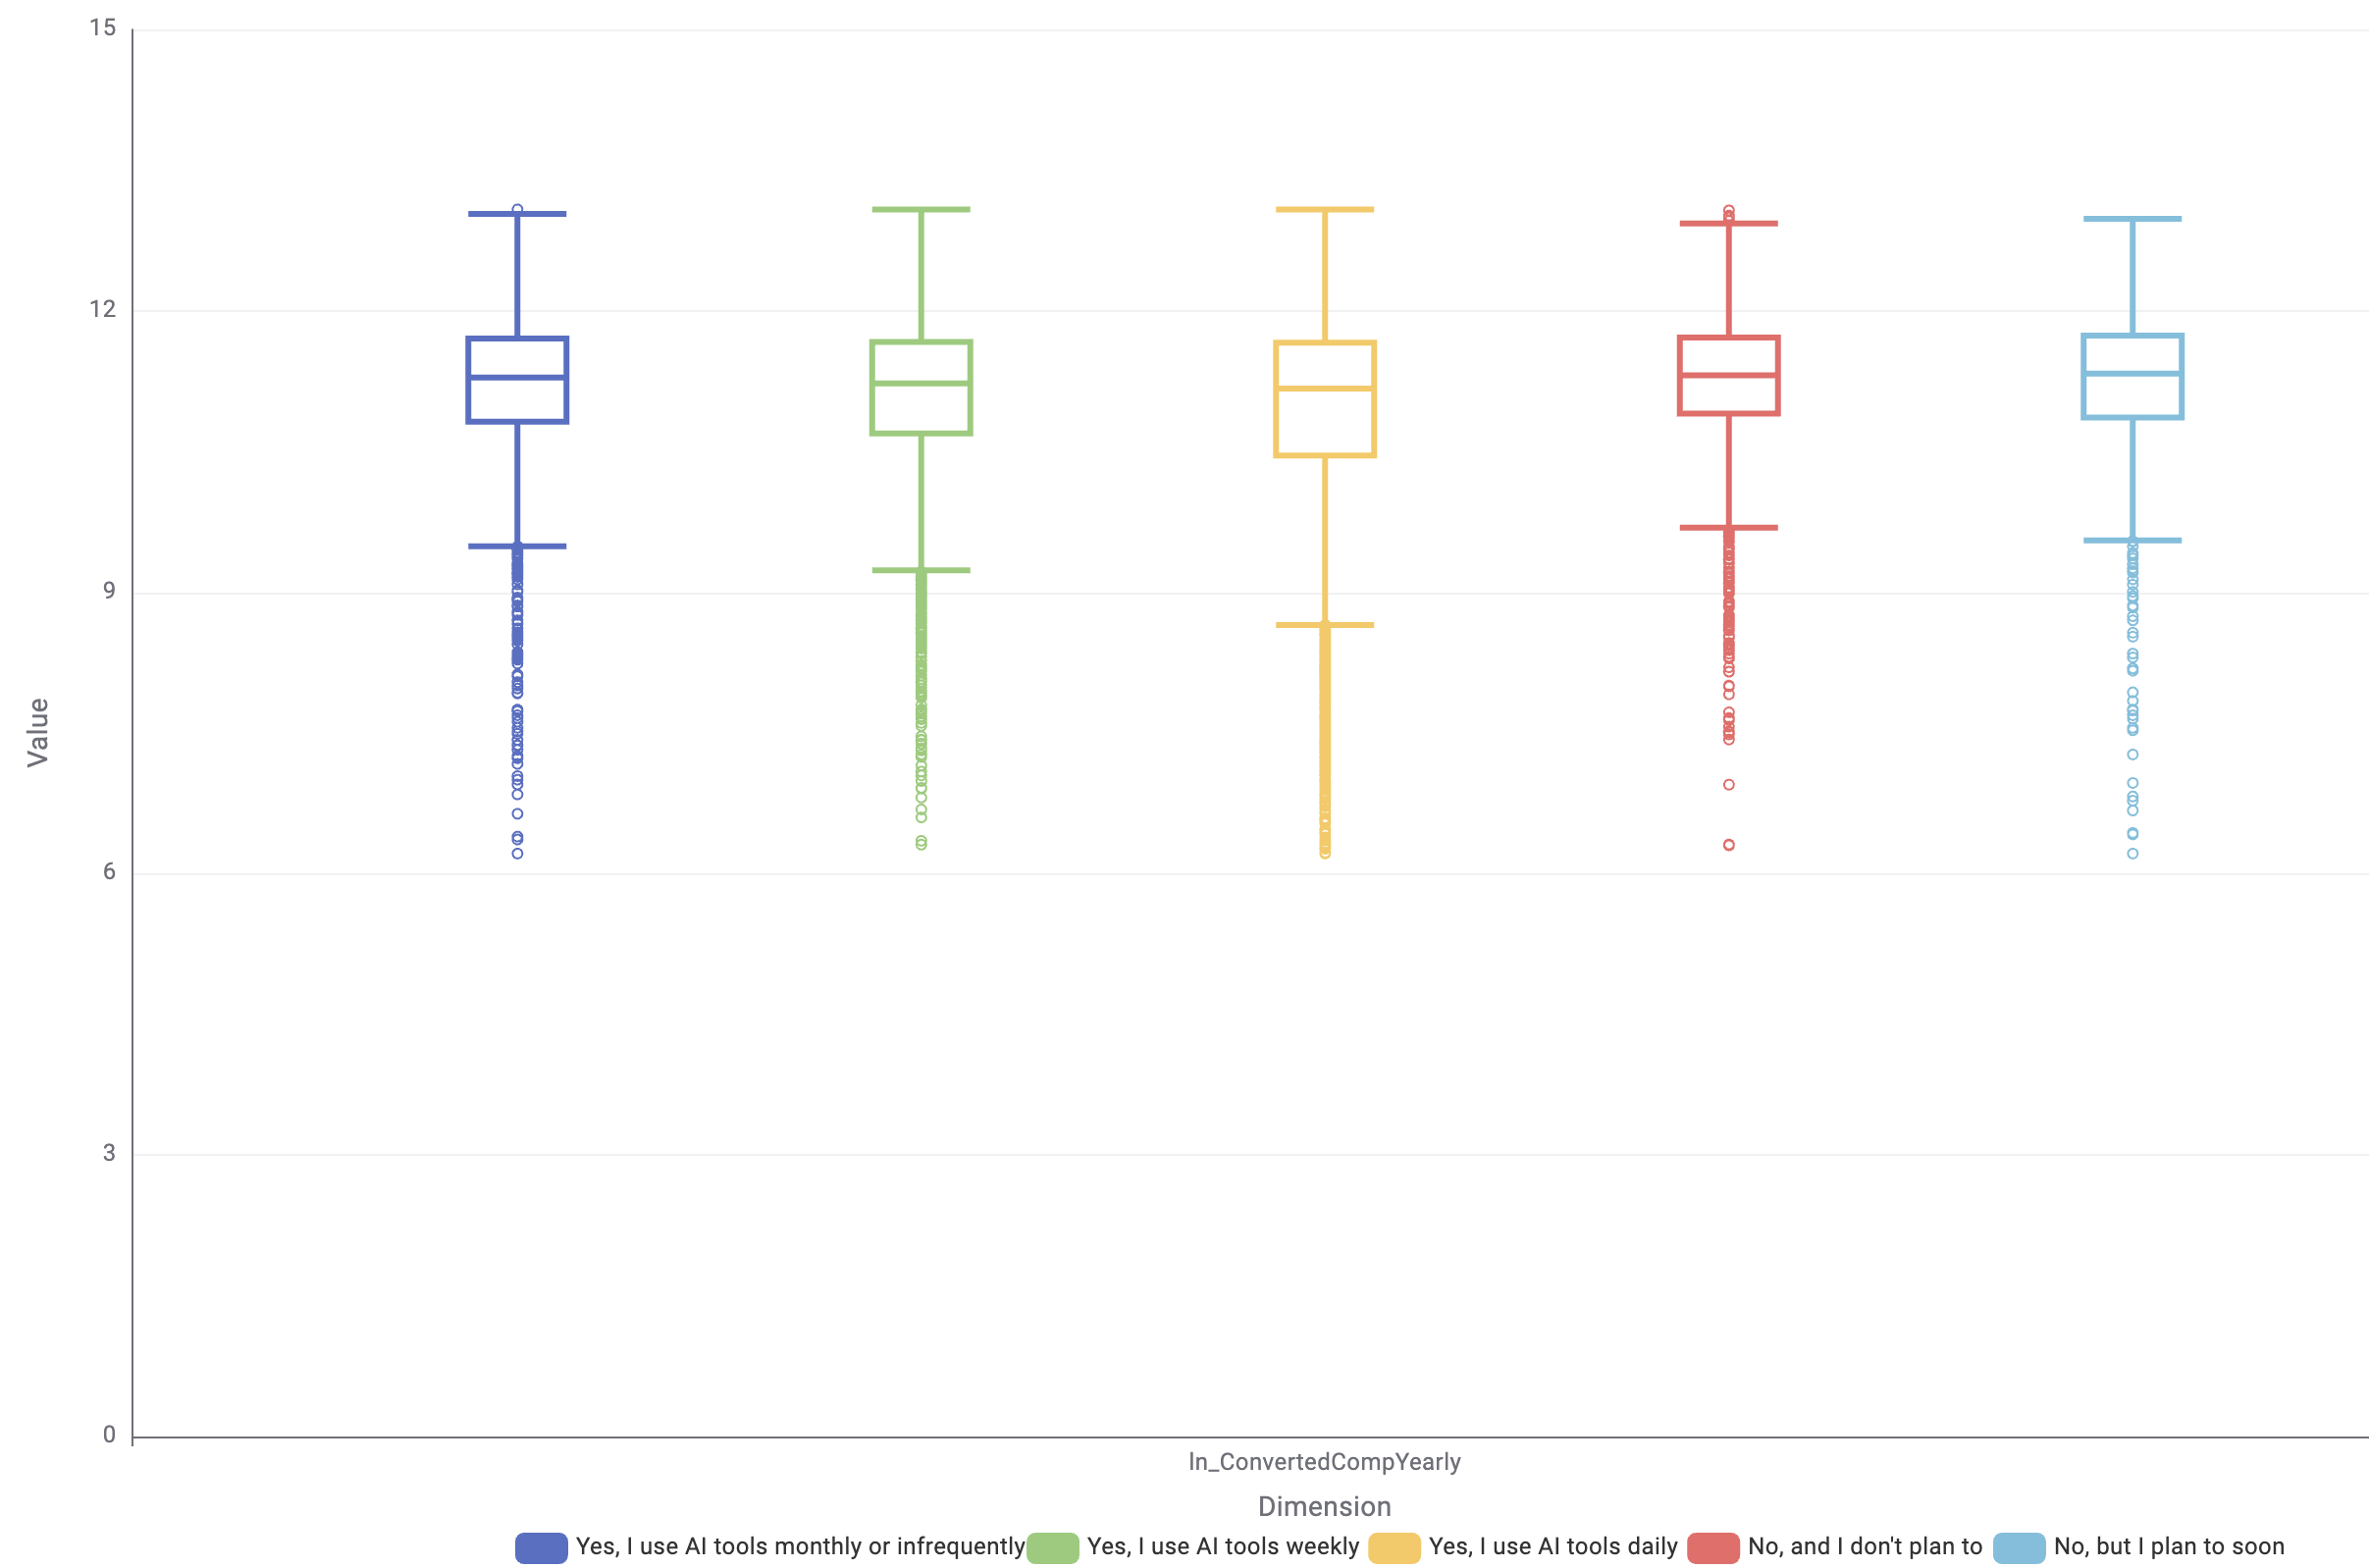 15
12
9
6
3
0
Value
ln_ConvertedCompYearly
Dimension
Yes, I use AI tools monthly or infrequently Yes, I use AI tools weekly Yes, I use AI tools daily No, and I don't plan to No, but I plan to soon